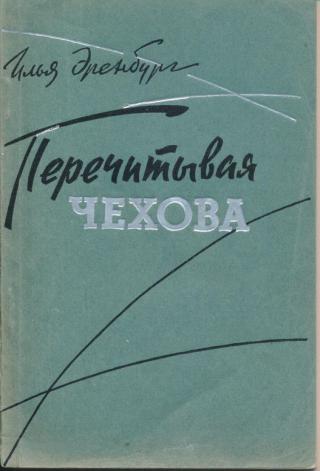 Илья Эренбург
Перечитывая
ЧЕХОВА